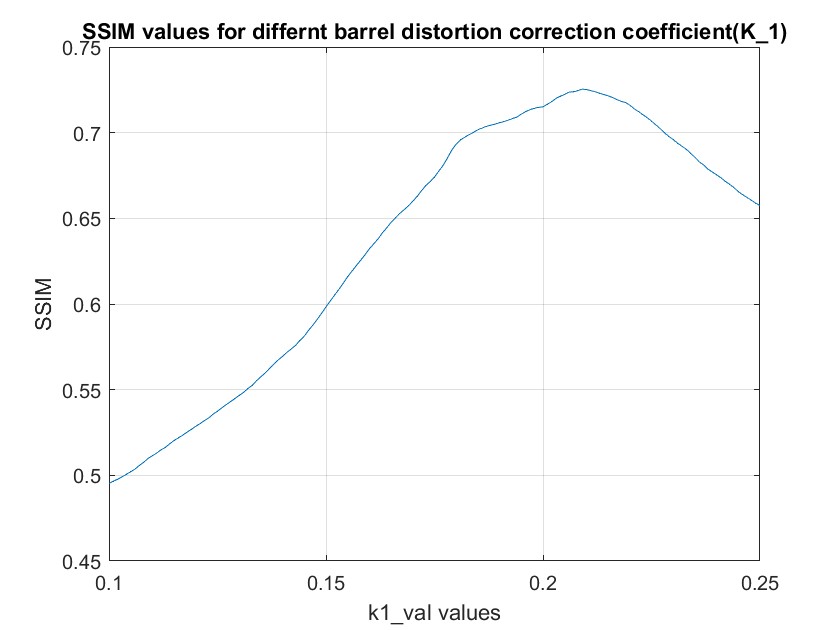 SSIM values for differnt barrel distortion correction coefficient(K_1)
0.75
0.7
0.65
0.6
0.55
0.5
0.45
SSIM
0.1 0.15 0.2 0.25
k1_val values